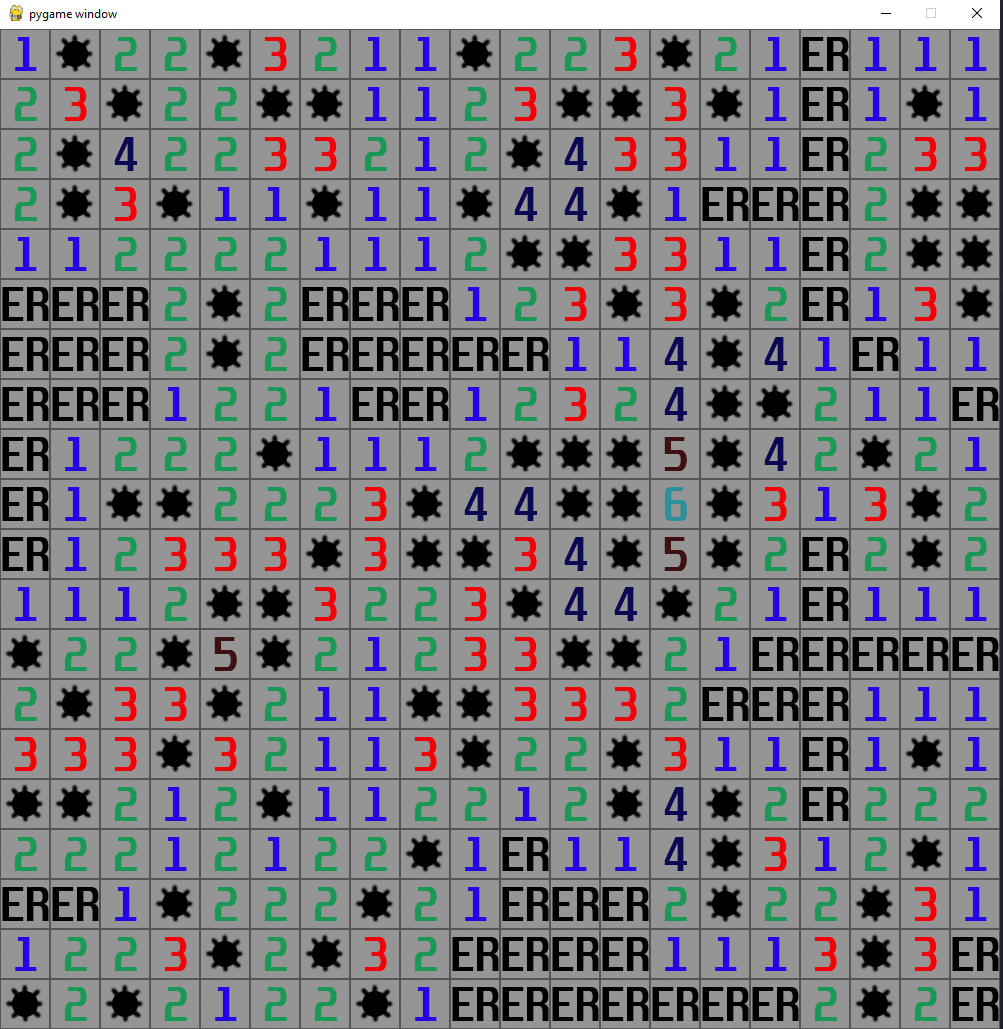 pygame window
1 2 2 3 2 1 1 2 2 3 2 1 ER 1 1 1
2 3 2 2 1 1 2 3 3 1 ER 1 1
2 4 2 2 3 3 2 1 2 4 3 3 1 1 ER 2 3 3
2 3 1 1 1 1 4 4 1 ER ER ER 2
1 1 2 2 2 2 1 1 1 2 3 3 1 1 ER 2
ER ER ER 2 2 ER ER ER 1 2 3 3 2 ER 1 3
ER ER ER 2 2 ER ER ER ER ER 1 1 4 4 1 ER 1 1
ER ER ER 1 2 2 1 ER ER 1 2 3 2 4 2 1 1 ER
ER 1 2 2 2 1 1 1 2 5 4 2 2 1
ER 1 2 2 2 3 4 4 6 3 1 3 2
ER 1 2 3 3 3 3 3 4 5 2 ER 2 2
1 1 1 2 3 2 2 3 4 4 2 1 ER 1 1 1
2 2 5 2 1 2 3 3 2 1 ER ER ER ER ER
2 3 3 2 1 1 3 3 3 2 ER ER ER 1 1 1
3 3 3 3 2 1 1 3 2 2 3 1 1 ER 1 1
2 1 2 1 1 2 2 1 2 4 2 ER 2 2 2
2 2 2 1 2 1 2 2 1 ER 1 1 4 3 1 2 1
ER ER 1 2 2 2 2 1 ER ER ER 2 2 2 3 1
1 2 2 3 2 3 2 ER ER ER ER 1 1 1 3 3 ER
2 2 1 2 2 1 ER ER ER ER ER ER ER 2 2 ER